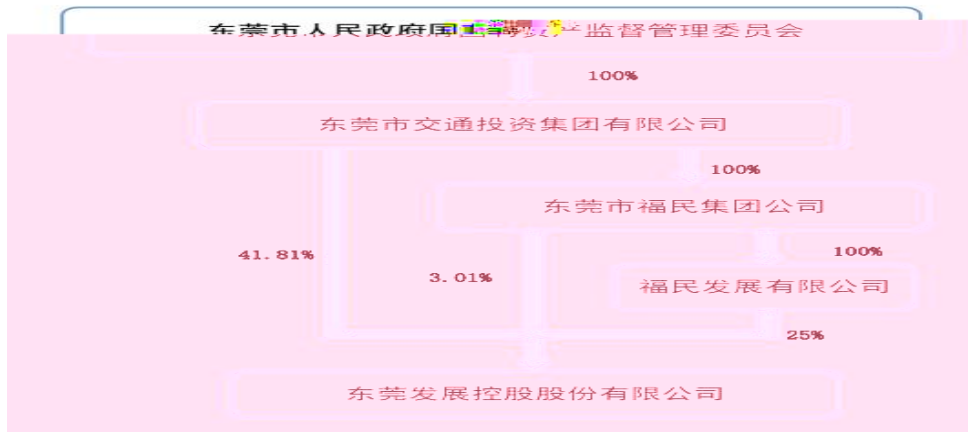 东莞市人民政府国有资产监督管理委员会
100%
东莞市交通投资集团有限公司
100%
东莞市福民集团公司
41.81%
3.01%
100%
福民发展有限公司
25%
东莞发展控股股份有限公司